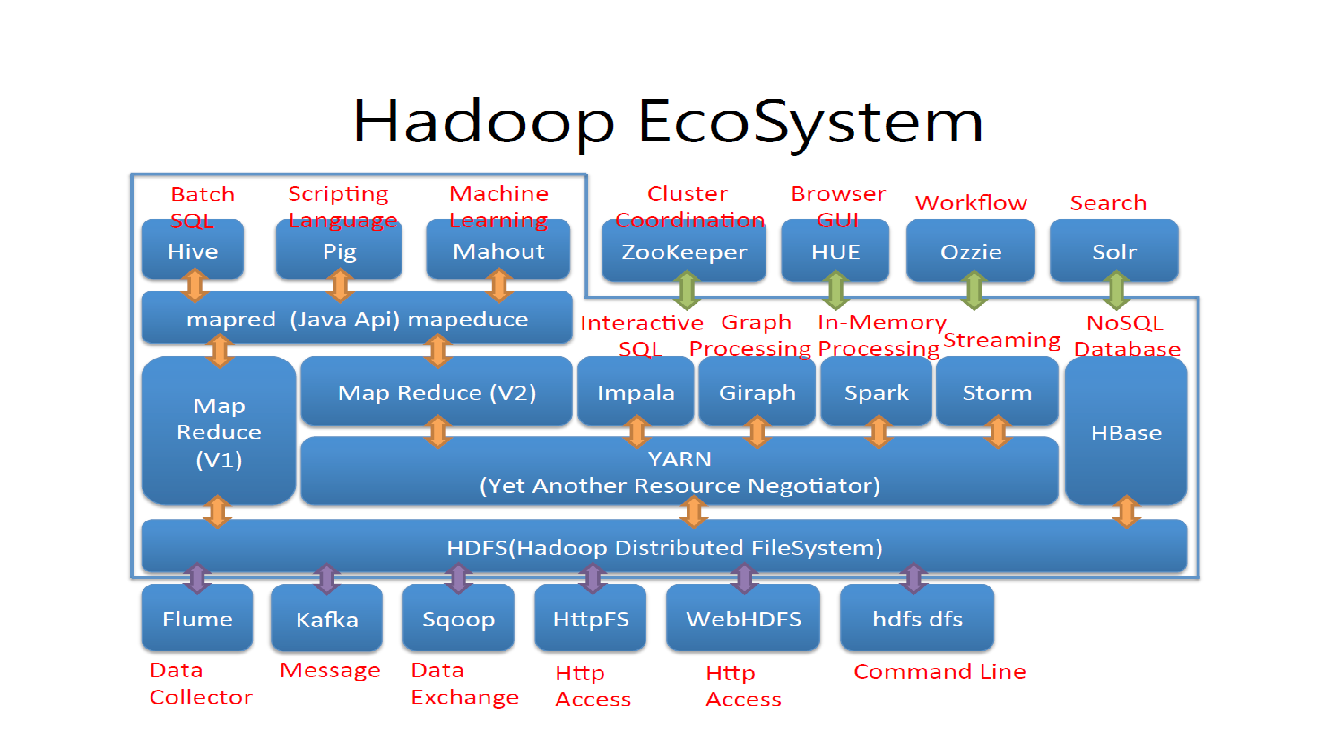 Hadoop EcoSystem
Batch
SQL
Scripting
Language
Machine
Learning
Cluster
Coordination
Browser
GUI
Workflow
Search
Hive
Pig
Mahout
ZooKeeper
HUE
Ozzie
Solr
mapred (Java Api) mapeduce
Interactive
SQL
Graph
Processing
In-Memory
Processing
Streaming
NoSQL
Database
Map
Reduce
(V1)
Map Reduce (V2)
Impala
Giraph
Spark
Storm
HBase
YARN
(Yet Another Resource Negotiator)
HDFS(Hadoop Distributed FileSystem)
Flume
Kafka
Sqoop
HttpFS
WebHDFS
hdfs dfs
Data
Collector
Message
Data
Exchange
Http
Access
Http
Access
Command Line